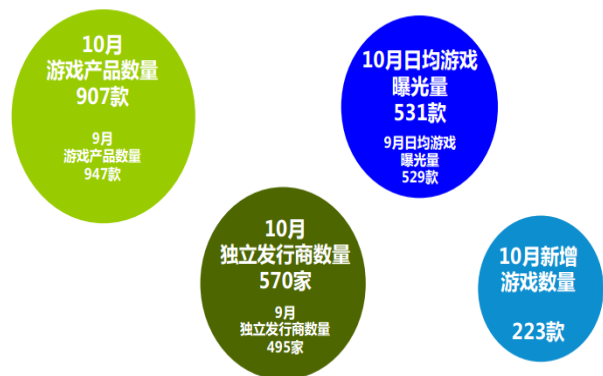 10月
游戏产品数量
907款
9月
游戏产品数量
947款
10月日均游戏
曝光量
531款
9月日均游戏
曝光量
529款
10月
独立发行商数量
570家
9月
独立发行商数量
495家
10月新增
游戏数量
223款